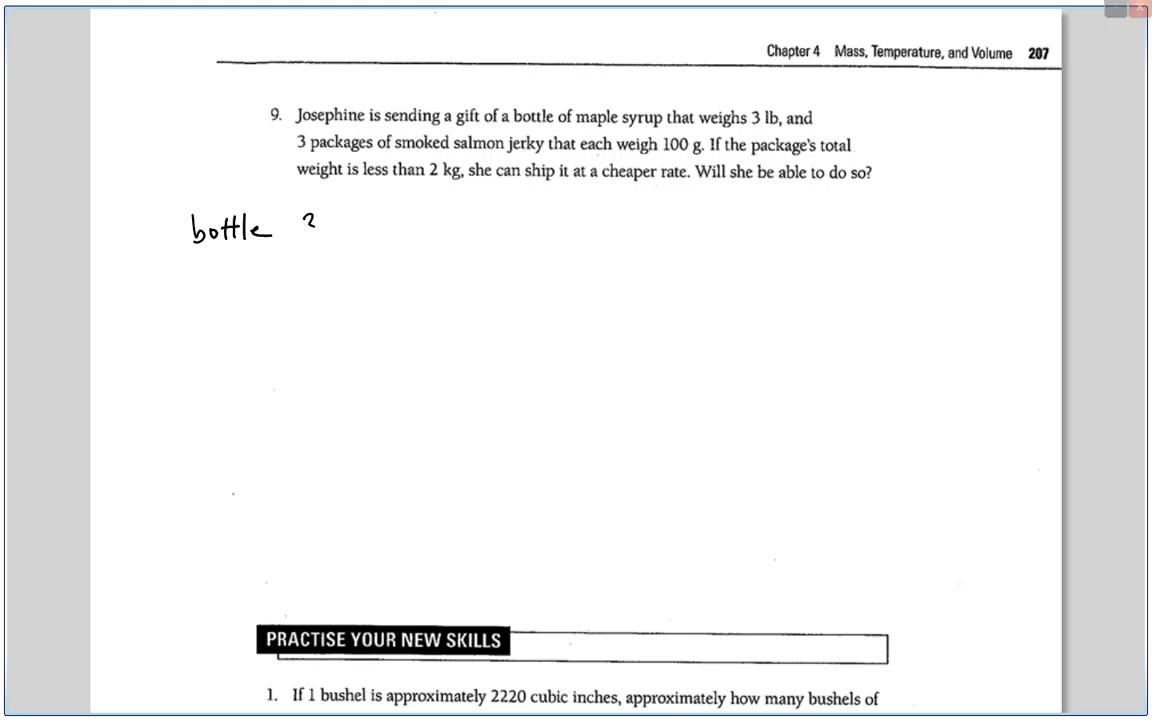 Chapter 4 Mass, Temperature, and Volume 207
9. Josephine is sending a gift of a bottle of maple syrup that weighs 3 lb, and
3 packages of smoked salmon jerky that each weigh 100 g. If the package's total
weight is less than 2 kg, she can ship it at a cheaper rate. Will she be able to do so?
bottle
PRACTISE YOUR NEW SKILLS
1. If 1 bushel is approximately 2220 cubic inches, approximately how many bushels of